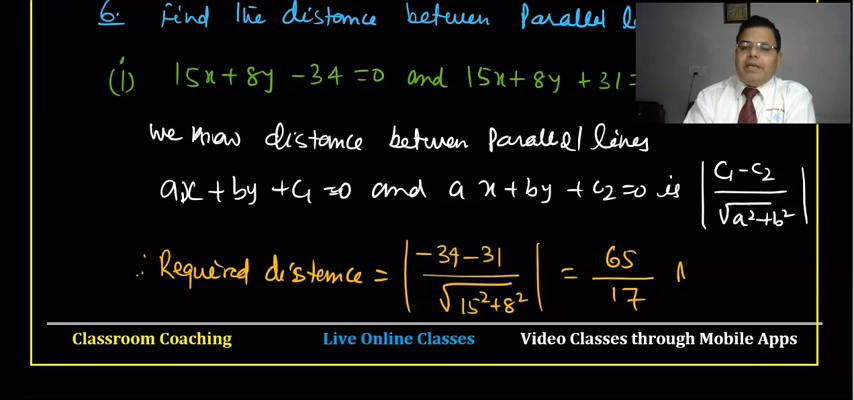 6. Find the distance between Parallel
(i) 15x+8y -34 =0 and 15x+8y +31 =
We know distance between Parallel lines
ax+by+C₁=0 and a x+by+C₂=0 is |(C₁-C₂)/√(a²+b²)|
∴ Required distance = |(-34-31)/√(15²+8²)| = 65/17
Classroom Coaching Live Online Classes Video Classes through Mobile Apps